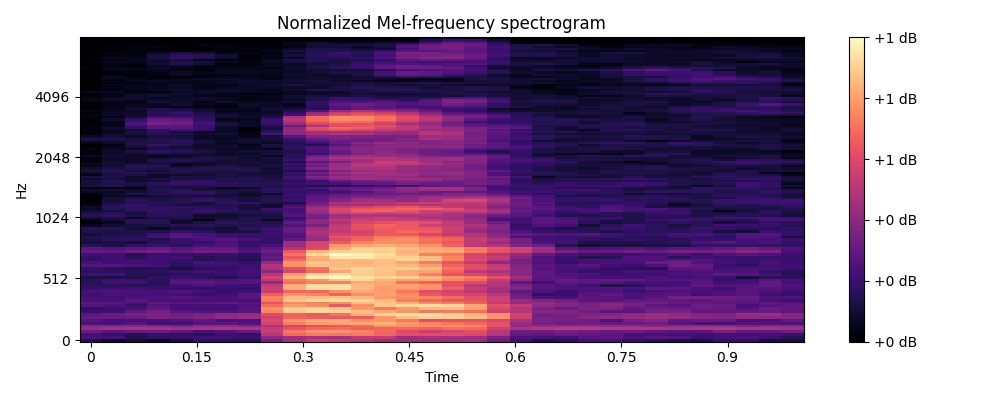 Normalized Mel-frequency spectrogram
Hz
4096
2048
1024
512
0
0 0.15 0.3 0.45 0.6 0.75 0.9
Time
+1 dB
+1 dB
+1 dB
+0 dB
+0 dB
+0 dB